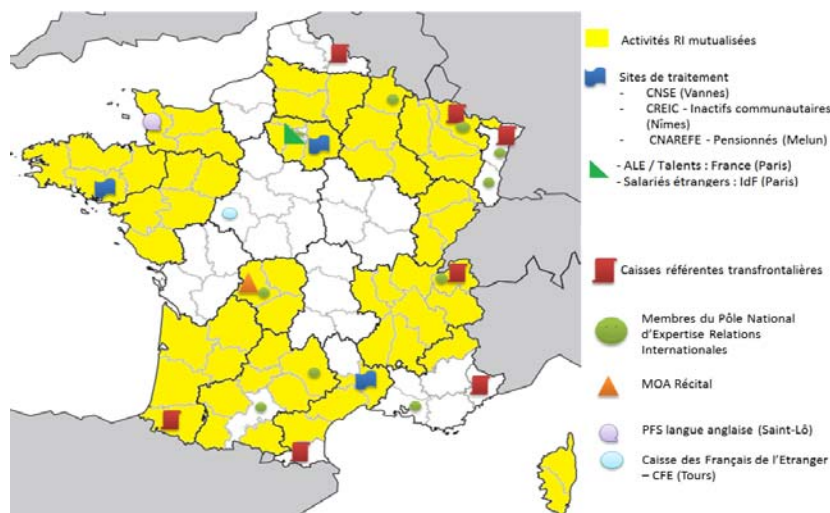 Activités RI mutualisées
Sites de traitement
- CNSE (Vannes)
- CREIC - Inactifs communautaires
(Nîmes)
- CNAREFE - Pensionnés (Melun)
- ALE / Talents : France (Paris)
- Salariés étrangers : IdF (Paris)
Caisses référentes transfrontalières
Membres du Pôle National
d'Expertise Relations
Internationales
MOA Récital
PFS langue anglaise (Saint-Lô)
Caisse des Français de l'Etranger
– CFE (Tours)